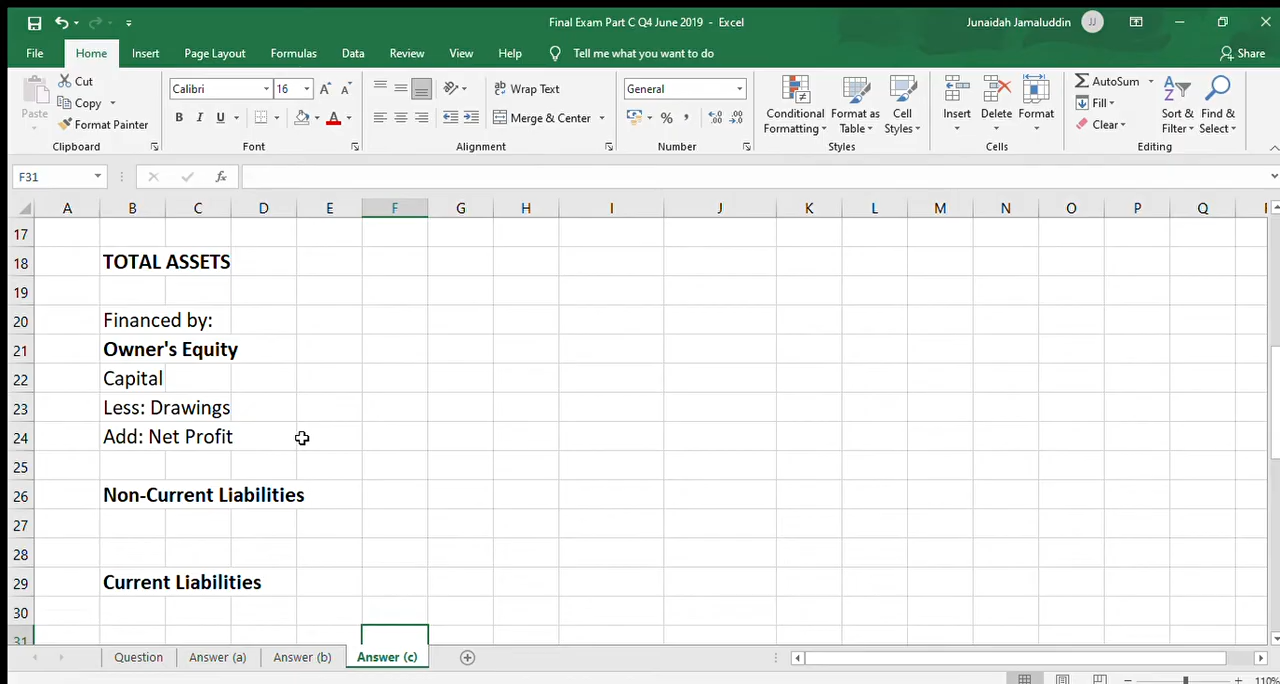 Final Exam Part C Q4 June 2019 - Excel
Junaidah Jamaluddin
JJ
File Home Insert Page Layout Formulas Data Review View Help Tell me what you want to do
Share
Paste
Cut
Copy
Format Painter
Clipboard
Calibri 16 A A
B I U A
Font
Wrap Text
Merge & Center
Alignment
General
% , .00
Number
Conditional Formatting
Format as Table
Cell Styles
Styles
Insert Delete Format
Cells
AutoSum
Fill
Clear
Sort & Filter
Find & Select
Editing
F31 fx
A B C D E F G H I J K L M N O P Q
17
18 TOTAL ASSETS
19
20 Financed by:
21 Owner's Equity
22 Capital
23 Less: Drawings
24 Add: Net Profit
25
26 Non-Current Liabilities
27
28
29 Current Liabilities
30
31
Question Answer (a) Answer (b) Answer (c)
110%